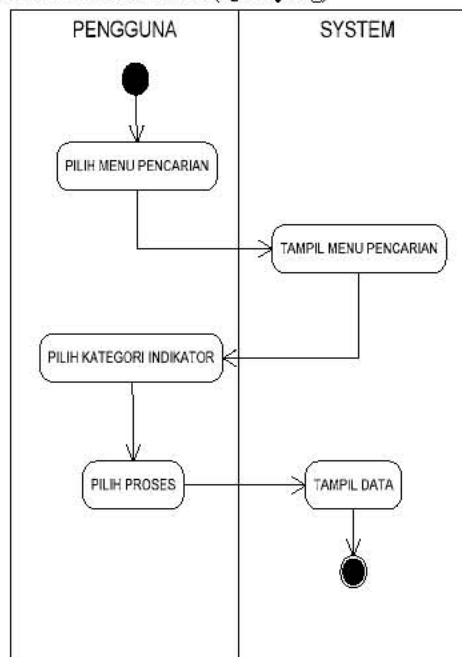 PENGGUNA
SYSTEM
PILIH MENU PENCARIAN
TAMPIL MENU PENCARIAN
PILIH KATEGORI INDIKATOR
PILIH PROSES
TAMPIL DATA